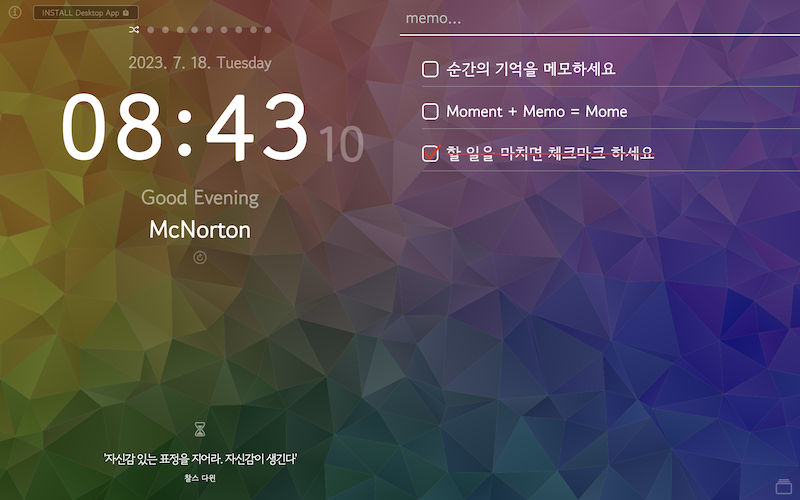 INSTALL Desktop App
2023. 7. 18. Tuesday
08:43 10
Good Evening
McNorton
'자신감 있는 표정을 지어라. 자신감이 생긴다'
찰스 다윈
memo...
순간의 기억을 메모하세요
Moment + Memo = Mome
할 일을 마치면 체크마크 하세요